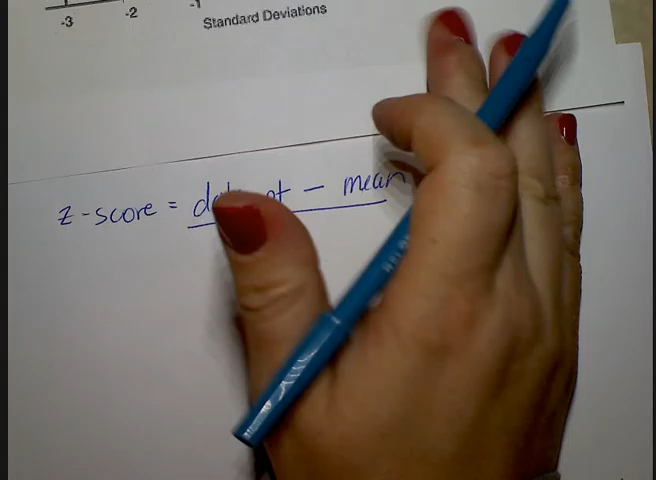 -3 -2 -1
Standard Deviations
z-score = - mean